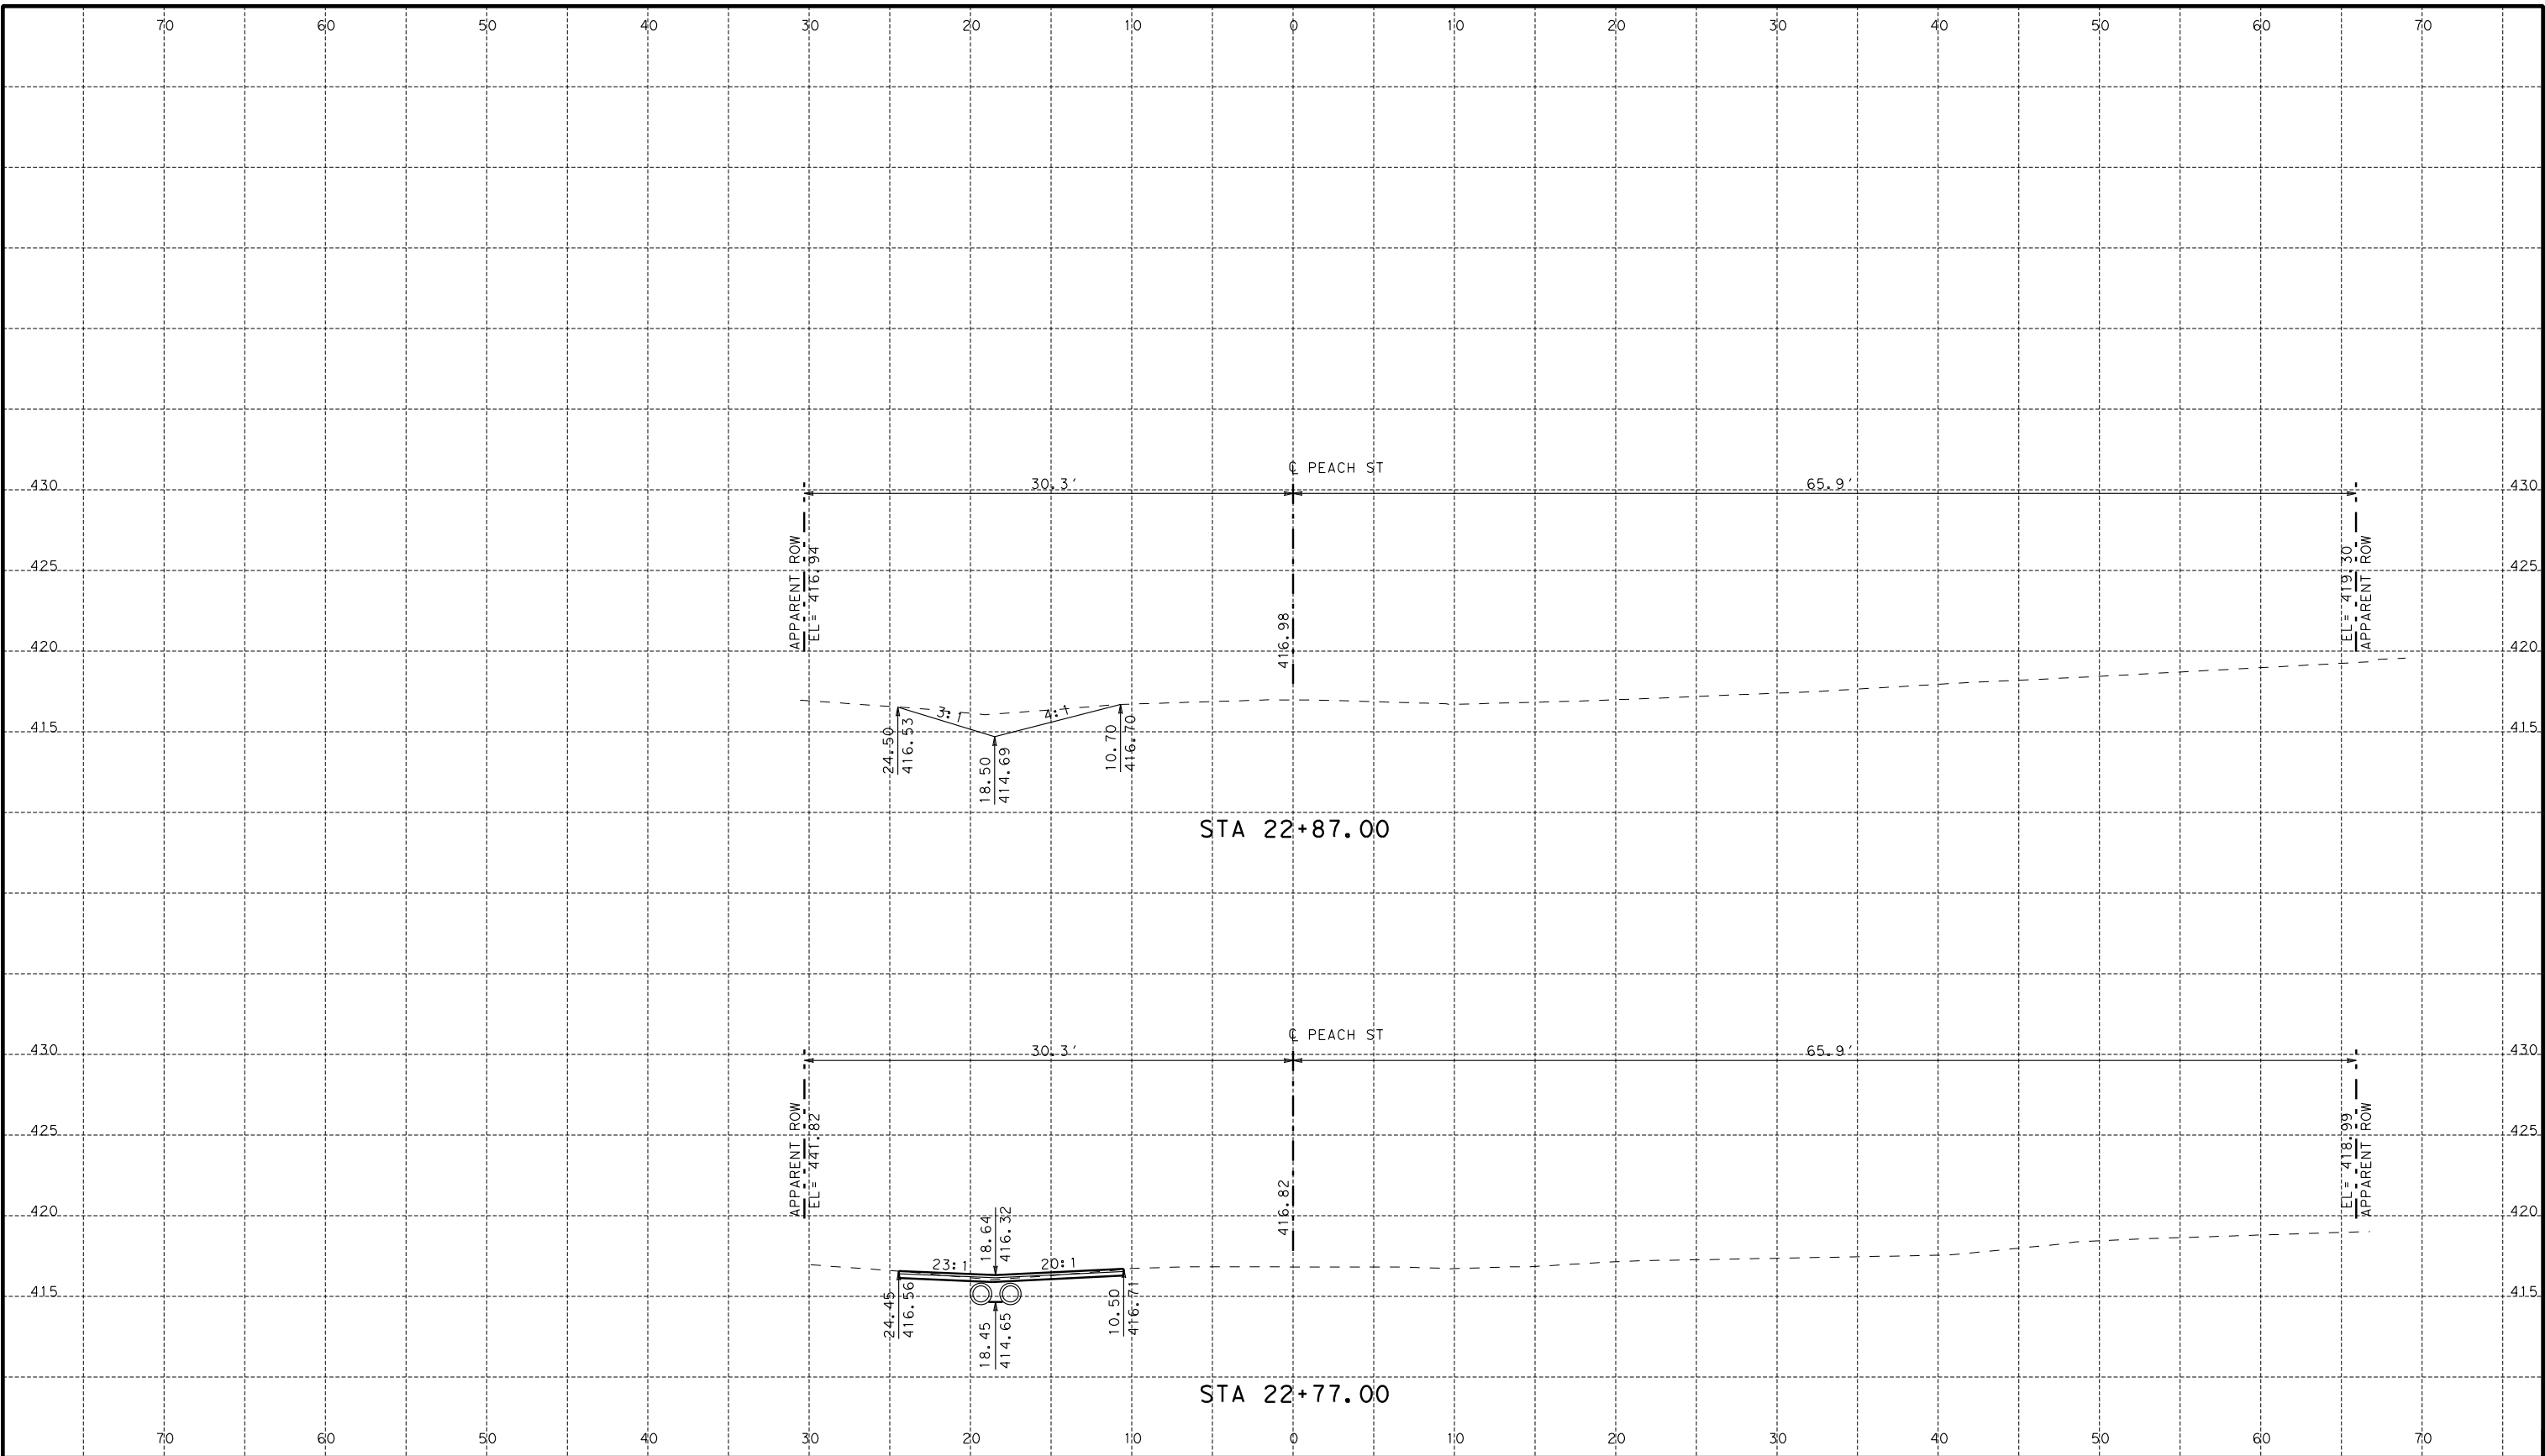 70 60 50 40 30 20 10 0 10 20 30 40 50 60 70
℄ PEACH ST
430 30.3' 65.9' 430
APPARENT ROW
EL= 416.94
EL= 419.30
APPARENT ROW
425 425
416.98
420 420
3:1 4:1
415 415
24.50
416.53
18.50
414.69
10.70
416.70
STA 22+87.00
℄ PEACH ST
430 30.3' 65.9' 430
APPARENT ROW
EL= 441.82
EL= 418.99
APPARENT ROW
425 425
416.82
420 420
18.64
416.32
23:1 20:1
415 415
24.45
416.56
18.45
414.65
10.50
416.71
STA 22+77.00
70 60 50 40 30 20 10 0 10 20 30 40 50 60 70